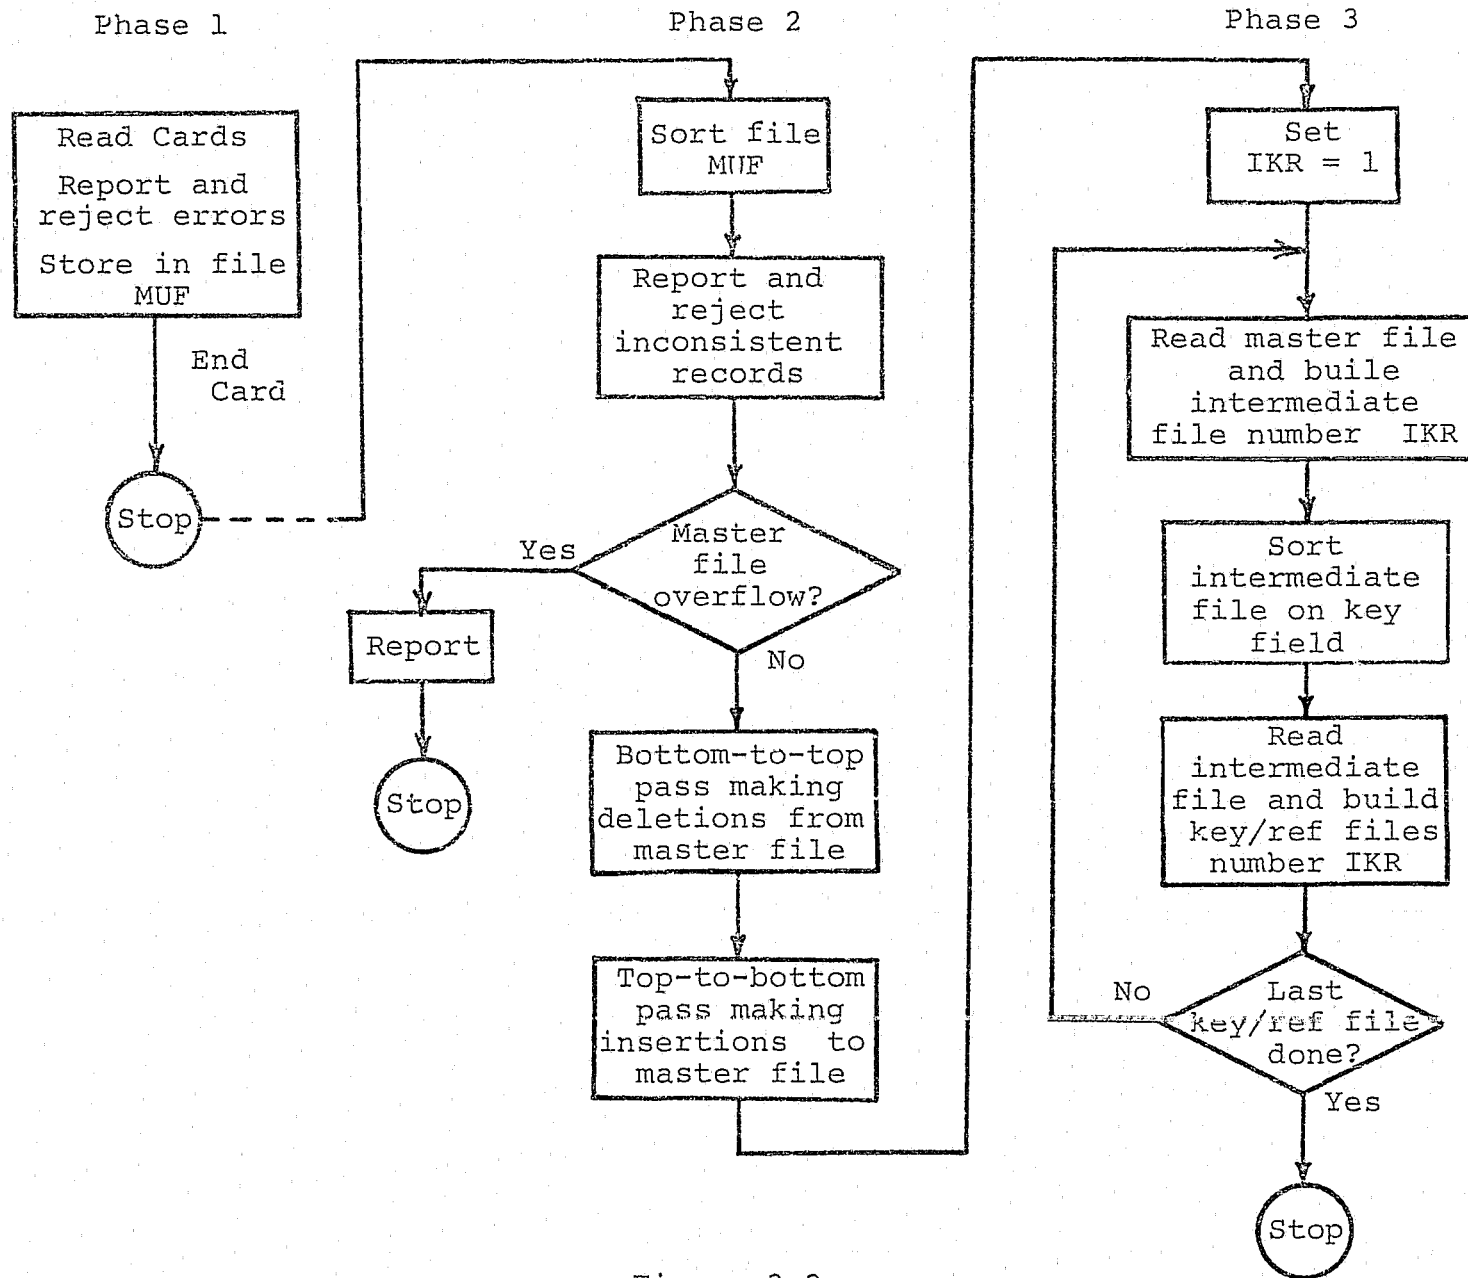 Phase 1
Read Cards
Report and
reject errors
Store in file
MUF
End
Card
Stop
Phase 2
Sort file
MUF
Report and
reject
inconsistent
records
Master
file
overflow?
Yes
Report
Stop
No
Bottom-to-top
pass making
deletions from
master file
Top-to-bottom
pass making
insertions to
master file
Phase 3
Set
IKR = 1
Read master file
and buile
intermediate
file number IKR
Sort
intermediate
file on key
field
Read
intermediate
file and build
key/ref files
number IKR
Last
key/ref file
done?
No
Yes
Stop